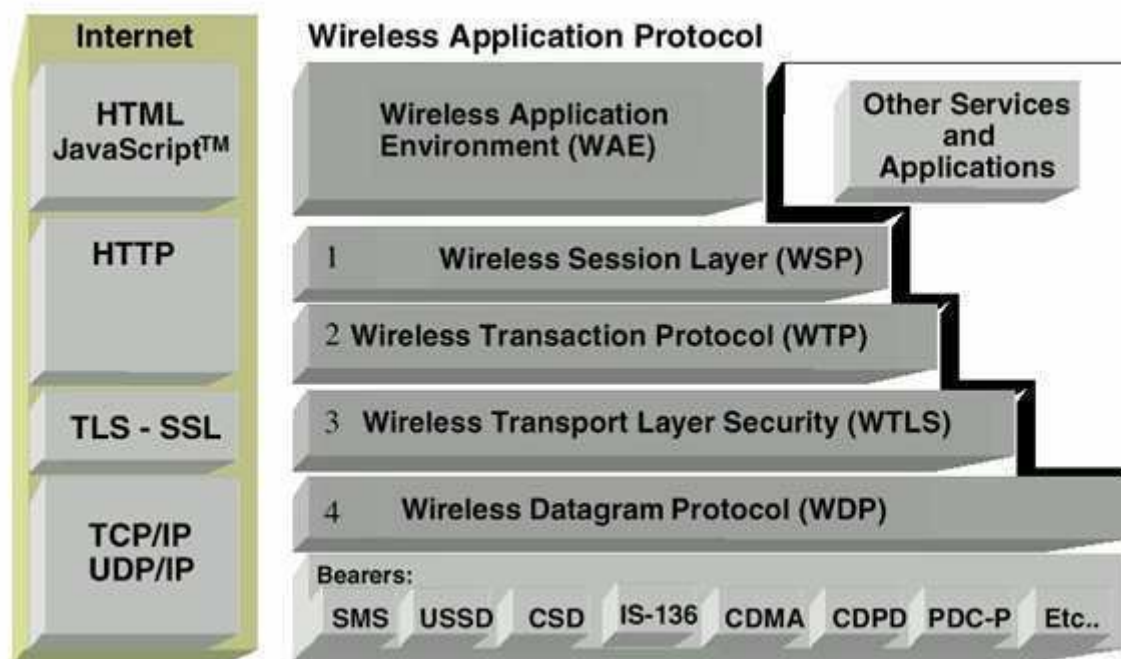 Internet
HTML
JavaScript™
HTTP
TLS - SSL
TCP/IP
UDP/IP
Wireless Application Protocol
Wireless Application
Environment (WAE)
Other Services
and
Applications
1 Wireless Session Layer (WSP)
2 Wireless Transaction Protocol (WTP)
3 Wireless Transport Layer Security (WTLS)
4 Wireless Datagram Protocol (WDP)
Bearers:
SMS USSD CSD IS-136 CDMA CDPD PDC-P Etc..